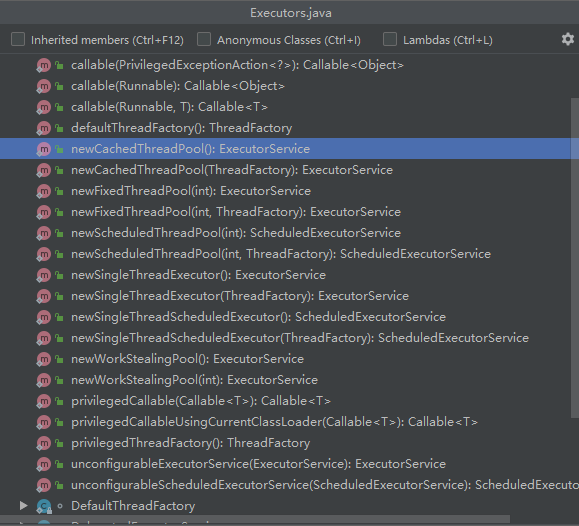 Executors.java
Inherited members (Ctrl+F12) Anonymous Classes (Ctrl+I) Lambdas (Ctrl+L)
callable(PrivilegedExceptionAction<?>): Callable<Object>
callable(Runnable): Callable<Object>
callable(Runnable, T): Callable<T>
defaultThreadFactory(): ThreadFactory
newCachedThreadPool(): ExecutorService
newCachedThreadPool(ThreadFactory): ExecutorService
newFixedThreadPool(int): ExecutorService
newFixedThreadPool(int, ThreadFactory): ExecutorService
newScheduledThreadPool(int): ScheduledExecutorService
newScheduledThreadPool(int, ThreadFactory): ScheduledExecutorService
newSingleThreadExecutor(): ExecutorService
newSingleThreadExecutor(ThreadFactory): ExecutorService
newSingleThreadScheduledExecutor(): ScheduledExecutorService
newSingleThreadScheduledExecutor(ThreadFactory): ScheduledExecutorService
newWorkStealingPool(): ExecutorService
newWorkStealingPool(int): ExecutorService
privilegedCallable(Callable<T>): Callable<T>
privilegedCallableUsingCurrentClassLoader(Callable<T>): Callable<T>
privilegedThreadFactory(): ThreadFactory
unconfigurableExecutorService(ExecutorService): ExecutorService
unconfigurableScheduledExecutorService(ScheduledExecutorService): ScheduledExecuto
DefaultThreadFactory